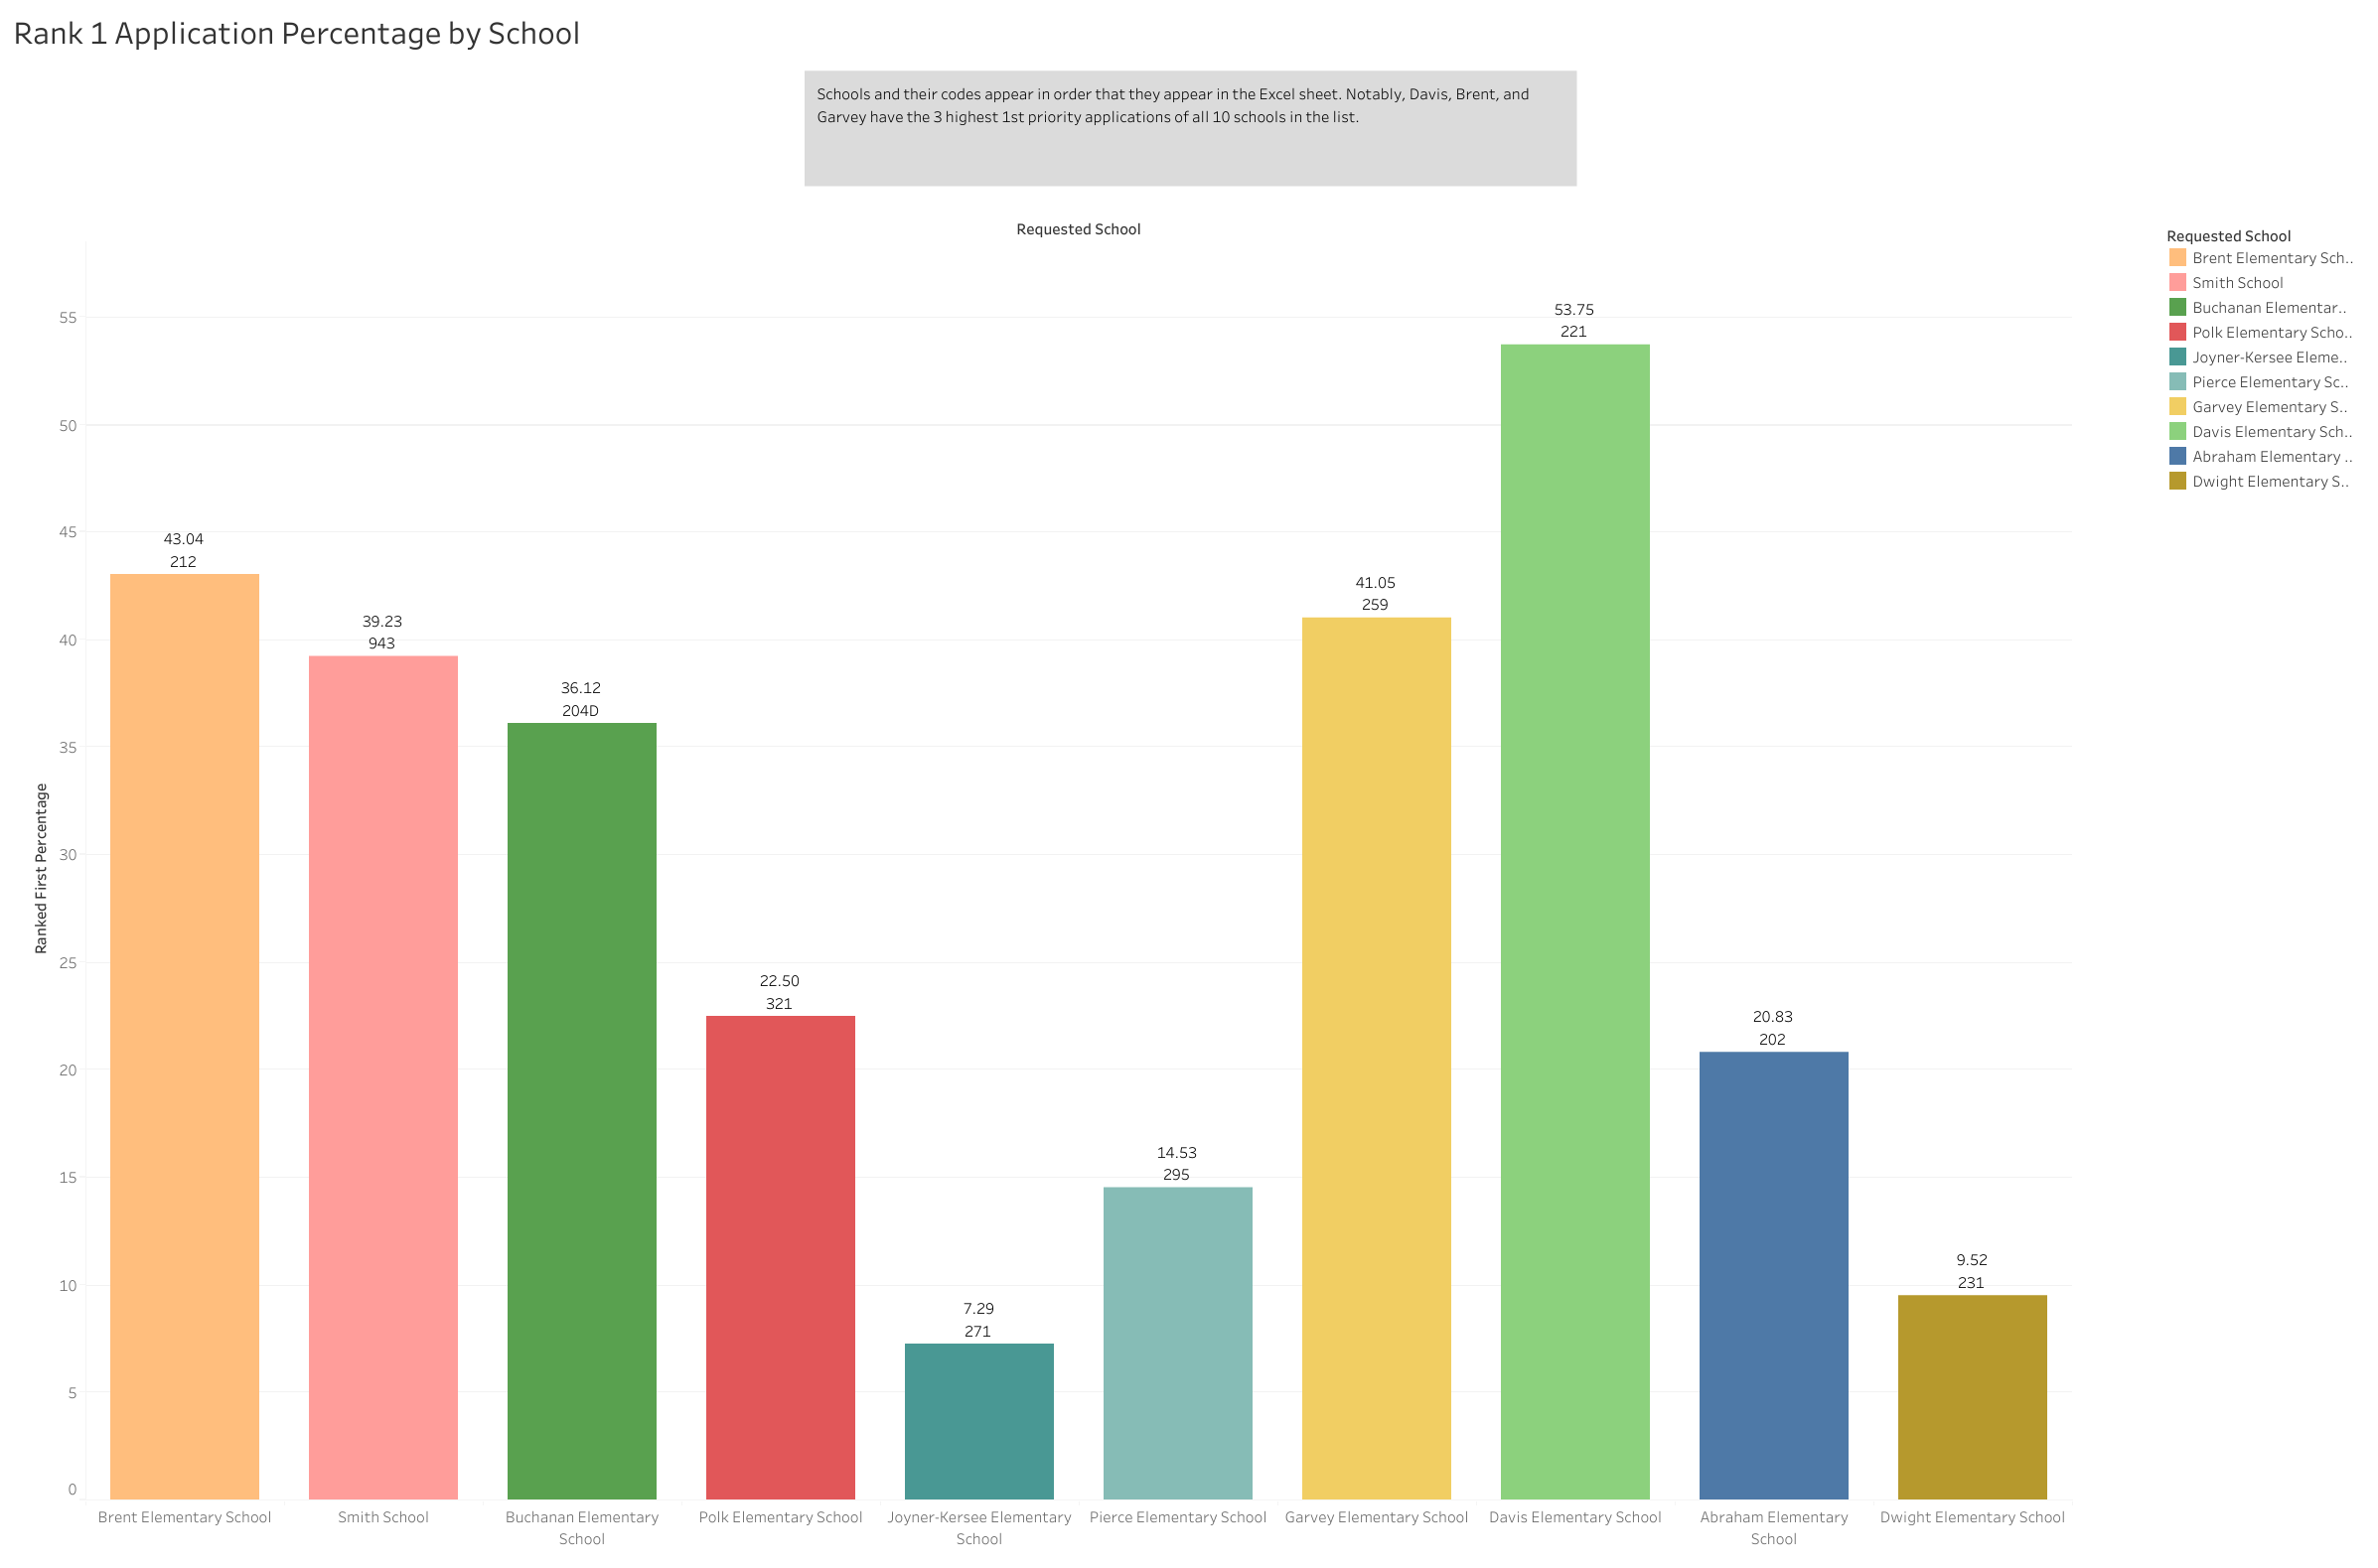 Rank 1 Application Percentage by School
Schools and their codes appear in order that they appear in the Excel sheet. Notably, Davis, Brent, and
Garvey have the 3 highest 1st priority applications of all 10 schools in the list.
Requested School
Requested School
Brent Elementary Sch..
Smith School
Buchanan Elementar..
Polk Elementary Scho..
Joyner-Kersee Eleme..
Pierce Elementary Sc..
Garvey Elementary S..
Davis Elementary Sch..
Abraham Elementary ..
Dwight Elementary S..
Ranked First Percentage
55
50
45
40
35
30
25
20
15
10
5
0
43.04
212
39.23
943
36.12
204D
22.50
321
7.29
271
14.53
295
41.05
259
53.75
221
20.83
202
9.52
231
Brent Elementary School
Smith School
Buchanan Elementary
School
Polk Elementary School
Joyner-Kersee Elementary
School
Pierce Elementary School
Garvey Elementary School
Davis Elementary School
Abraham Elementary
School
Dwight Elementary School